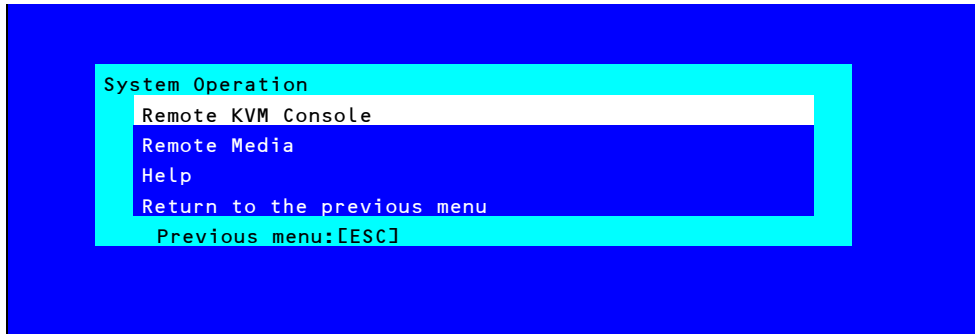 System Operation
Remote KVM Console
Remote Media
Help
Return to the previous menu
Previous menu:[ESC]